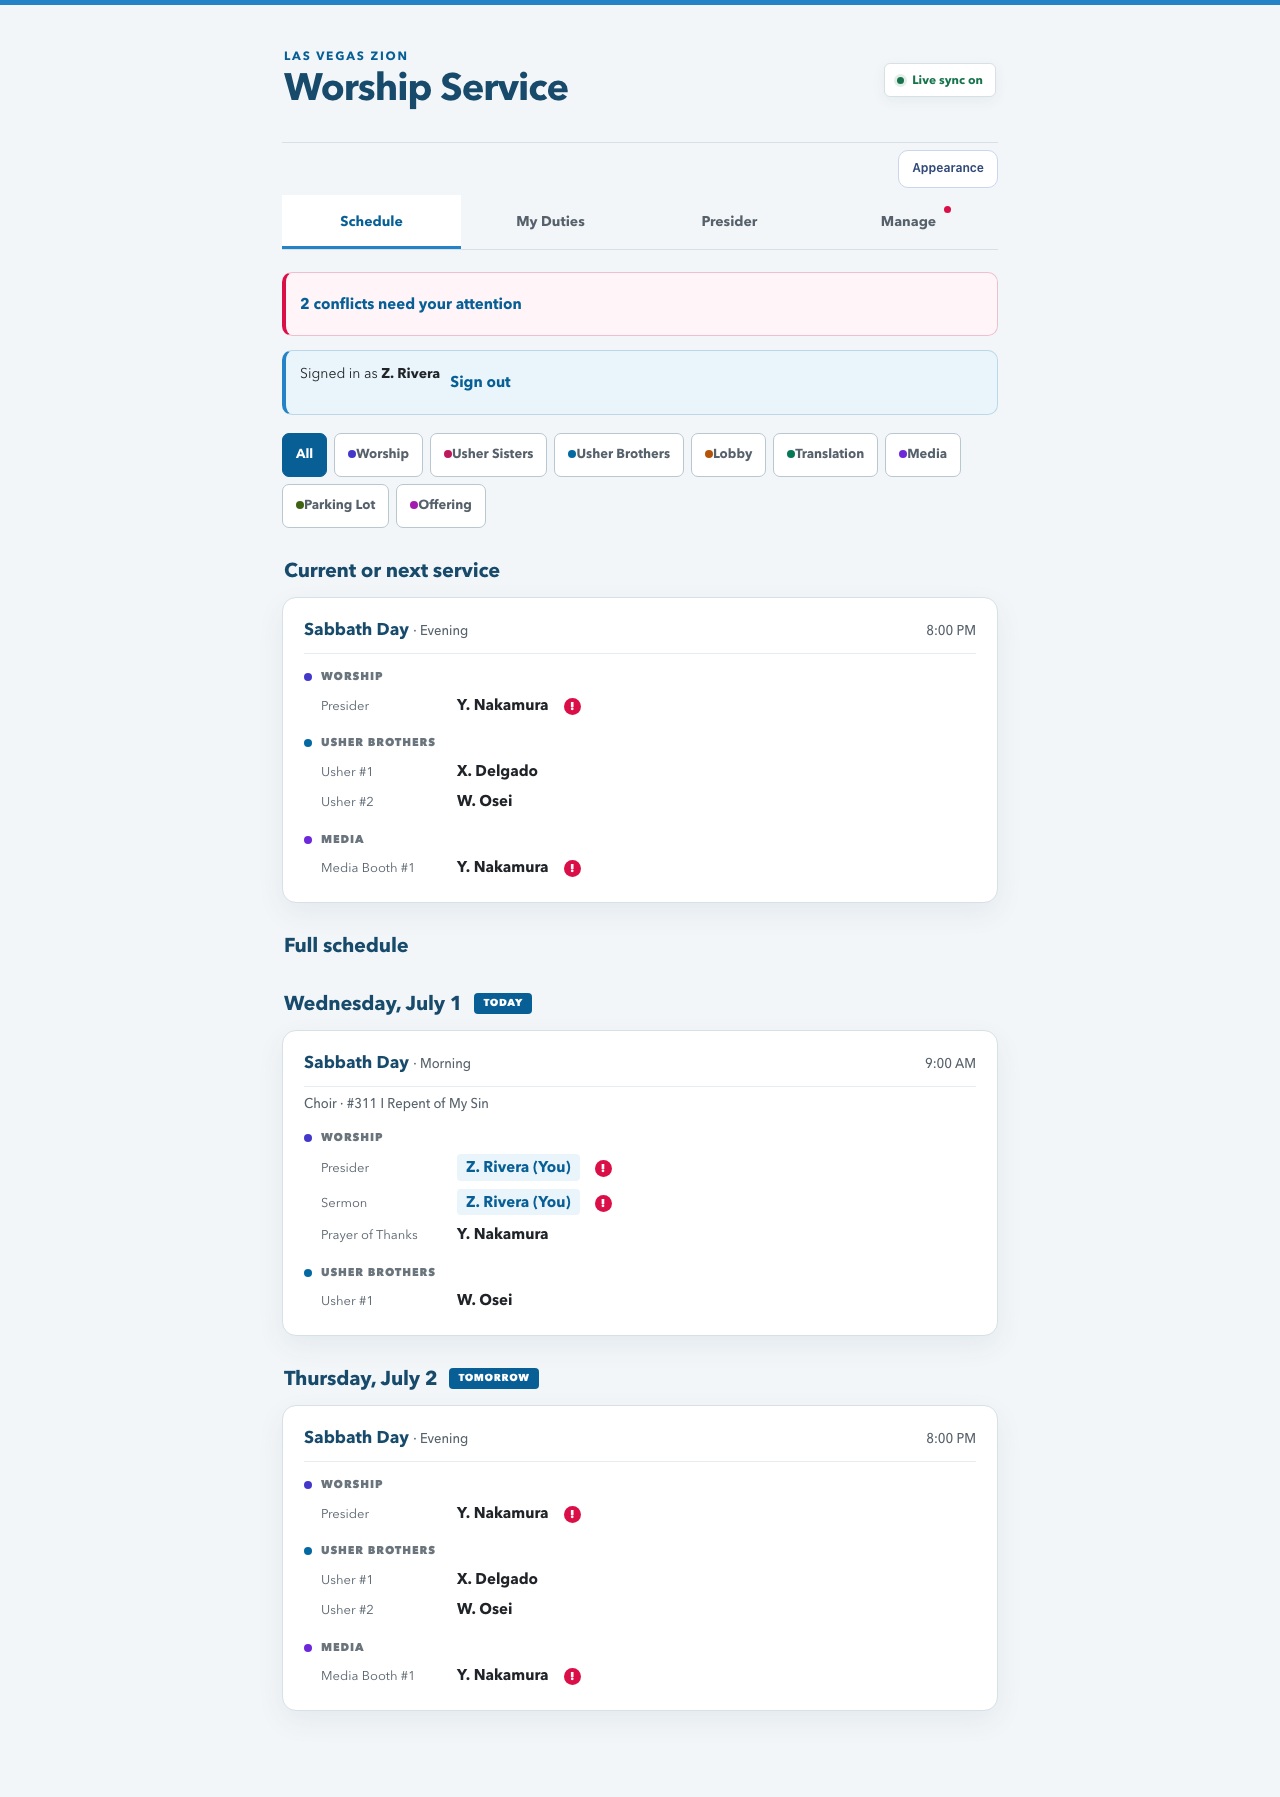 LAS VEGAS ZION
Worship Service
Live sync on
Appearance
Schedule
My Duties
Presider
Manage
2 conflicts need your attention
Signed in as Z. Rivera Sign out
All
Worship
Usher Sisters
Usher Brothers
Lobby
Translation
Media
Parking Lot
Offering
Current or next service
Sabbath Day · Evening 8:00 PM
WORSHIP
Presider Y. Nakamura !
USHER BROTHERS
Usher #1 X. Delgado
Usher #2 W. Osei
MEDIA
Media Booth #1 Y. Nakamura !
Full schedule
Wednesday, July 1 TODAY
Sabbath Day · Morning 9:00 AM
Choir · #311 I Repent of My Sin
WORSHIP
Presider Z. Rivera (You) !
Sermon Z. Rivera (You) !
Prayer of Thanks Y. Nakamura
USHER BROTHERS
Usher #1 W. Osei
Thursday, July 2 TOMORROW
Sabbath Day · Evening 8:00 PM
WORSHIP
Presider Y. Nakamura !
USHER BROTHERS
Usher #1 X. Delgado
Usher #2 W. Osei
MEDIA
Media Booth #1 Y. Nakamura !